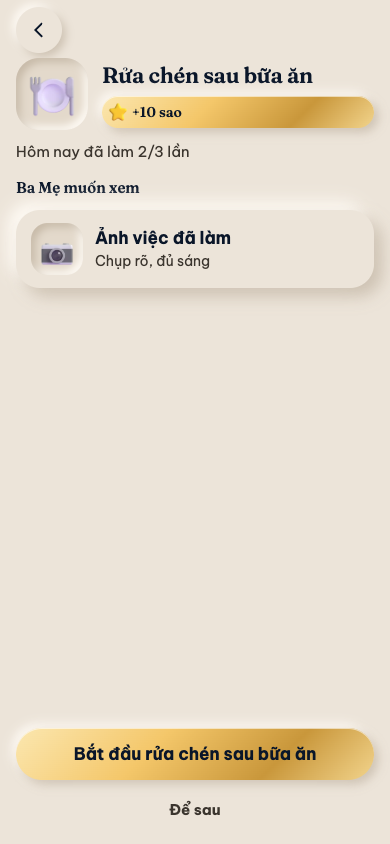 Rửa chén sau bữa ăn
+10 sao
Hôm nay đã làm 2/3 lần
Ba Mẹ muốn xem
Ảnh việc đã làm
Chụp rõ, đủ sáng
Bắt đầu rửa chén sau bữa ăn
Để sau